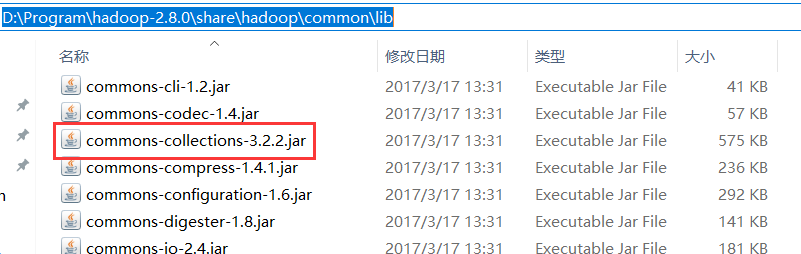 D:\Program\hadoop-2.8.0\share\hadoop\common\lib
名称 修改日期 类型 大小
commons-cli-1.2.jar 2017/3/17 13:31 Executable Jar File 41 KB
commons-codec-1.4.jar 2017/3/17 13:31 Executable Jar File 57 KB
commons-collections-3.2.2.jar 2017/3/17 13:31 Executable Jar File 575 KB
commons-compress-1.4.1.jar 2017/3/17 13:31 Executable Jar File 236 KB
commons-configuration-1.6.jar 2017/3/17 13:31 Executable Jar File 292 KB
commons-digester-1.8.jar 2017/3/17 13:31 Executable Jar File 141 KB
commons-io-2.4.jar 2017/3/17 13:31 Executable Jar File 181 KB